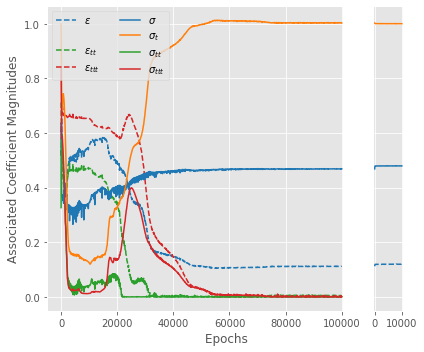 1.0
0.8
0.6
0.4
0.2
0.0
Associated Coefficient Magnitudes
ε σ
σ_t
ε_tt σ_tt
ε_ttt σ_ttt
0 20000 40000 60000 80000 100000 0 10000
Epochs